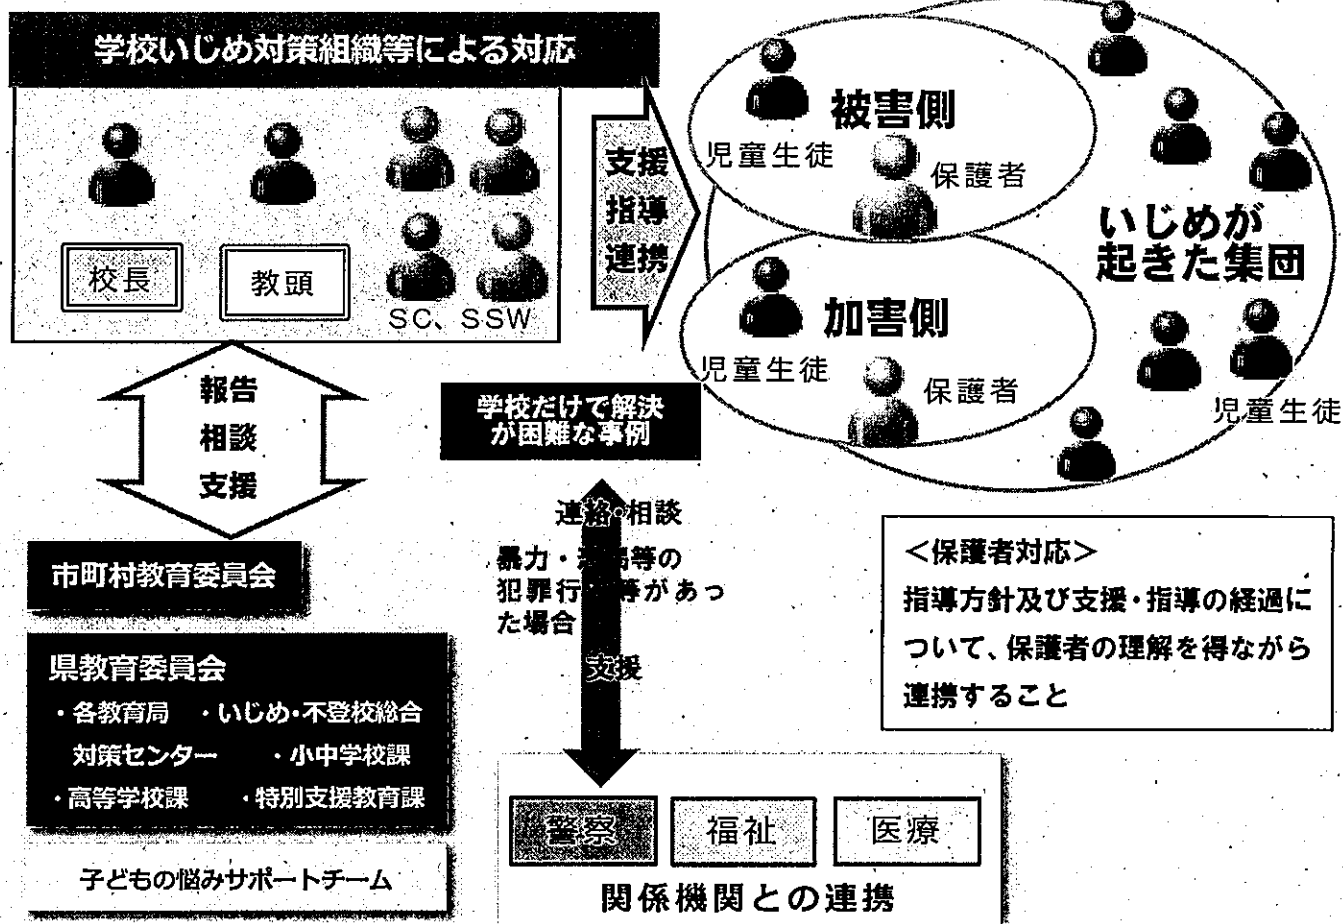 学校いじめ対策組織等による対応
校長
教頭
SC、SSW
支援
指導
連携
被害側
児童生徒
保護者
加害側
児童生徒
保護者
いじめが
起きた集団
児童生徒
報告
相談
支援
学校だけで解決
が困難な事例
連絡・相談
暴力・等の
犯罪行等があっ
た場合
支援
市町村教育委員会
県教育委員会
・各教育局 ・いじめ・不登校総合
対策センター ・小中学校課
・高等学校課 ・特別支援教育課
子どもの悩みサポートチーム
<保護者対応>
指導方針及び支援・指導の経過に
ついて、保護者の理解を得ながら
連携すること
警察
福祉
医療
関係機関との連携